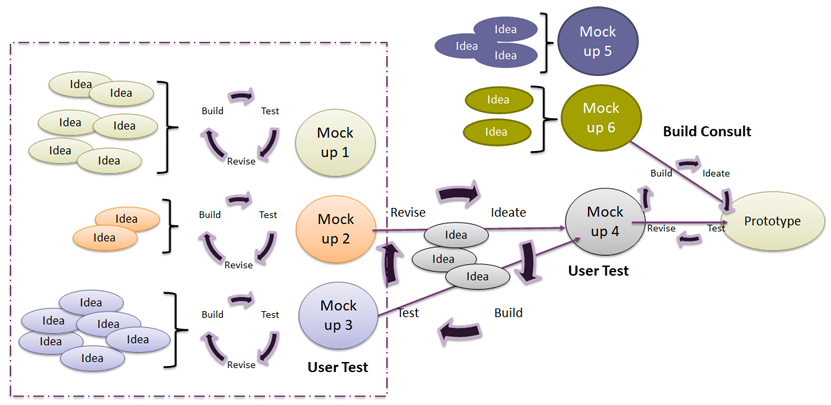 Idea
Idea
Idea
Idea
Idea
Idea
Build
Test
Revise
Mock
up 1
Idea
Idea
Build
Test
Revise
Mock
up 2
Idea
Idea
Idea
Idea
Idea
Idea
Build
Test
Revise
Mock
up 3
User Test
Revise
Ideate
Idea
Idea
Idea
Test
Build
Mock
up 4
User Test
Idea
Idea
Idea
Mock
up 5
Idea
Idea
Mock
up 6
Build Consult
Build
Ideate
Revise
Test
Prototype